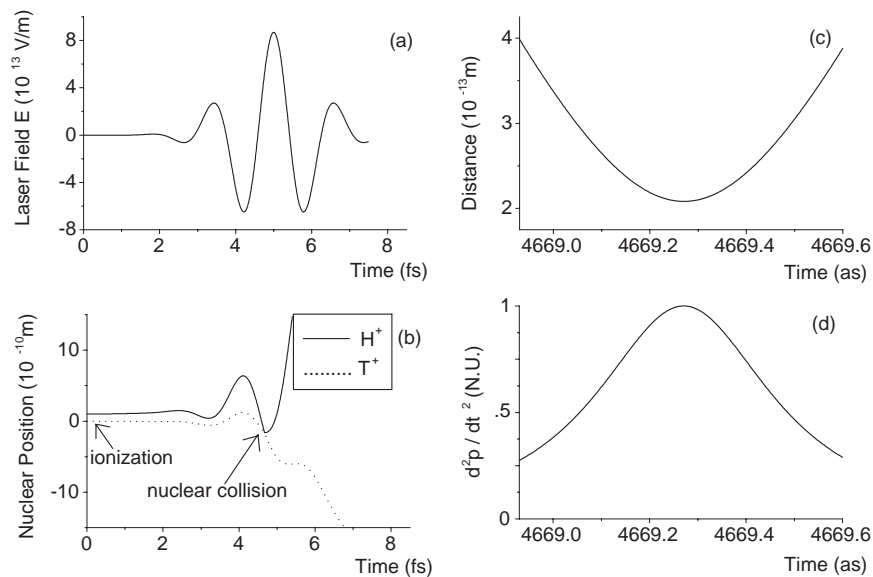 (a)
Laser Field E (10 13 V/m)
8
4
0
-4
-8
0 2 4 6 8
Time (fs)
(b)
Nuclear Position (10 -10m)
10
0
-10
H+
T+
ionization
nuclear collision
0 2 4 6 8
Time (fs)
(c)
Distance (10 -13m)
4
3
2
4669.0 4669.2 4669.4 4669.6
Time (as)
(d)
d2p / dt 2 (N.U.)
1
.5
0
4669.0 4669.2 4669.4 4669.6
Time (as)